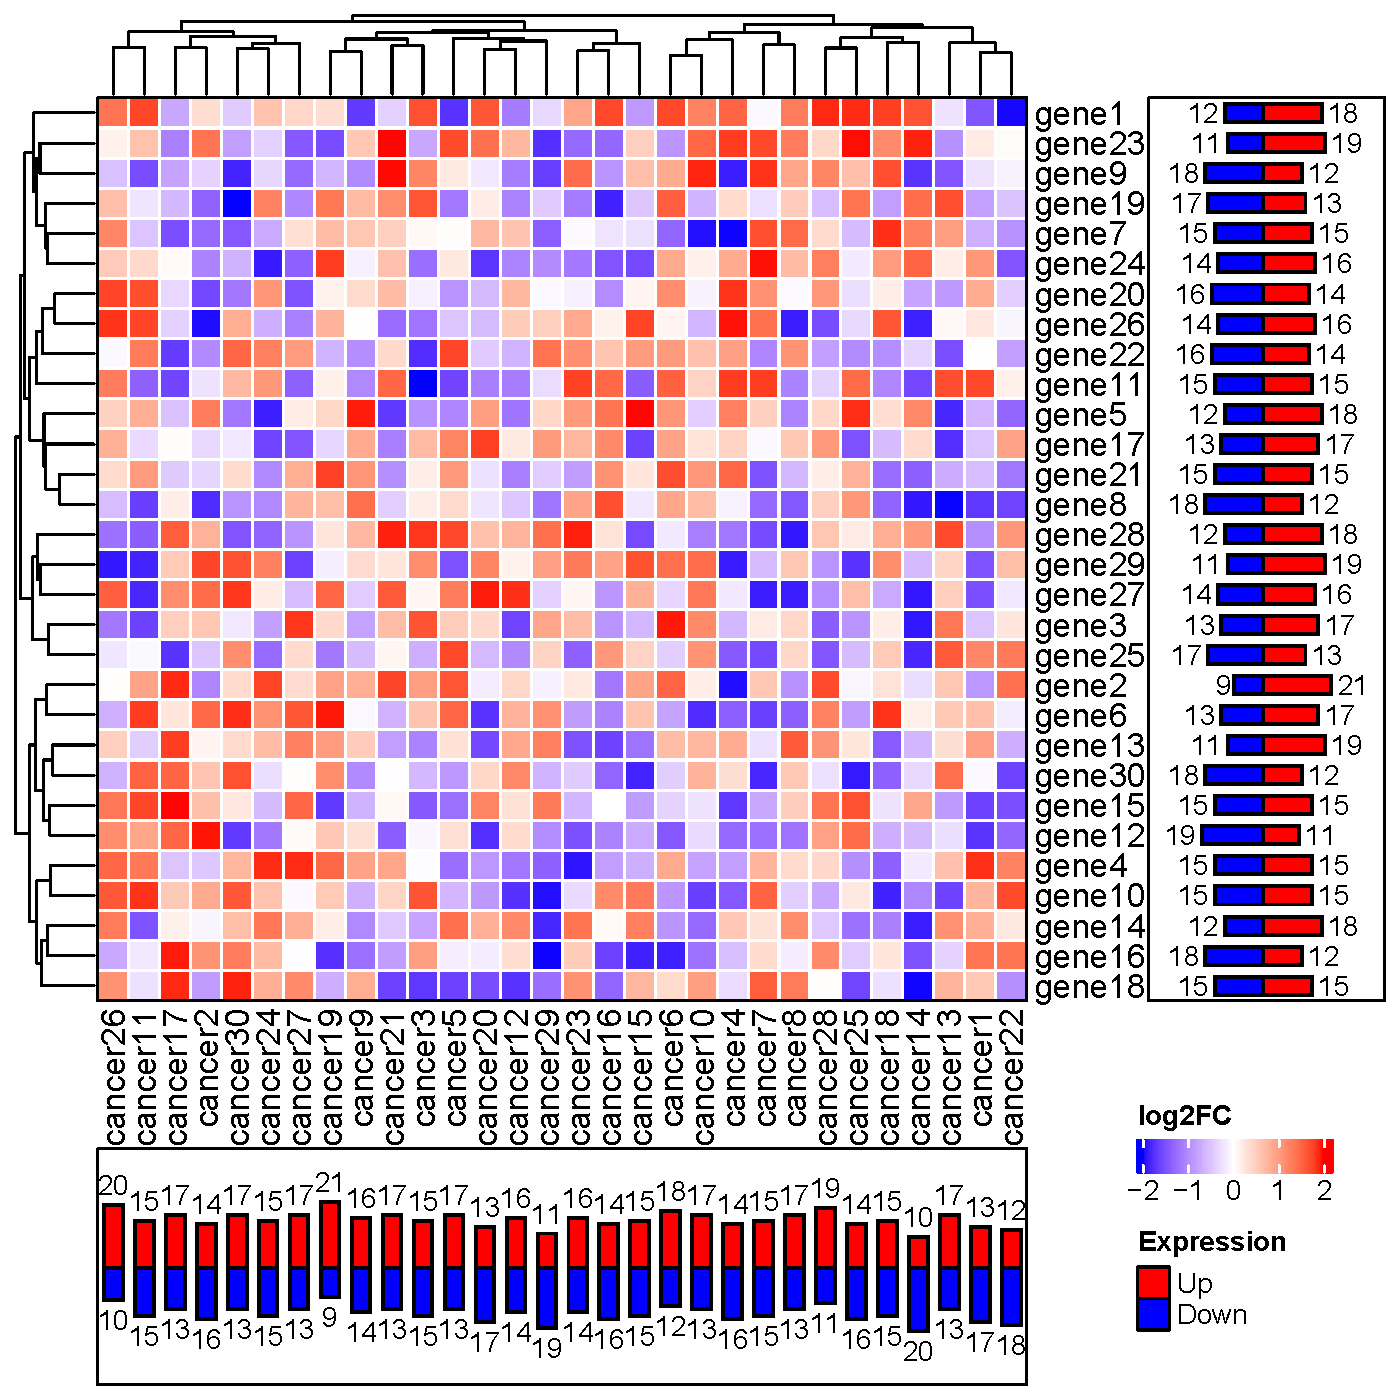 gene1 12 18
gene23 11 19
gene9 18 12
gene19 17 13
gene7 15 15
gene24 14 16
gene20 16 14
gene26 14 16
gene22 16 14
gene11 15 15
gene5 12 18
gene17 13 17
gene21 15 15
gene8 18 12
gene28 12 18
gene29 11 19
gene27 14 16
gene3 13 17
gene25 17 13
gene2 9 21
gene6 13 17
gene13 11 19
gene30 18 12
gene15 15 15
gene12 19 11
gene4 15 15
gene10 15 15
gene14 12 18
gene16 18 12
gene18 15 15
cancer26
cancer11
cancer17
cancer2
cancer30
cancer24
cancer27
cancer19
cancer9
cancer21
cancer3
cancer5
cancer20
cancer12
cancer29
cancer23
cancer16
cancer15
cancer6
cancer10
cancer4
cancer7
cancer8
cancer28
cancer25
cancer18
cancer14
cancer13
cancer1
cancer22
20 15 17 14 17 15 17 21 16 17 15 17 13 16 11 16 14 15 18 17 14 15 17 19 14 15 10 17 13 12
10 15 13 16 13 15 13 9 14 13 15 13 17 14 19 14 16 15 12 13 16 15 13 11 16 15 20 13 17 18
log2FC
−2 −1 0 1 2
Expression
Up
Down